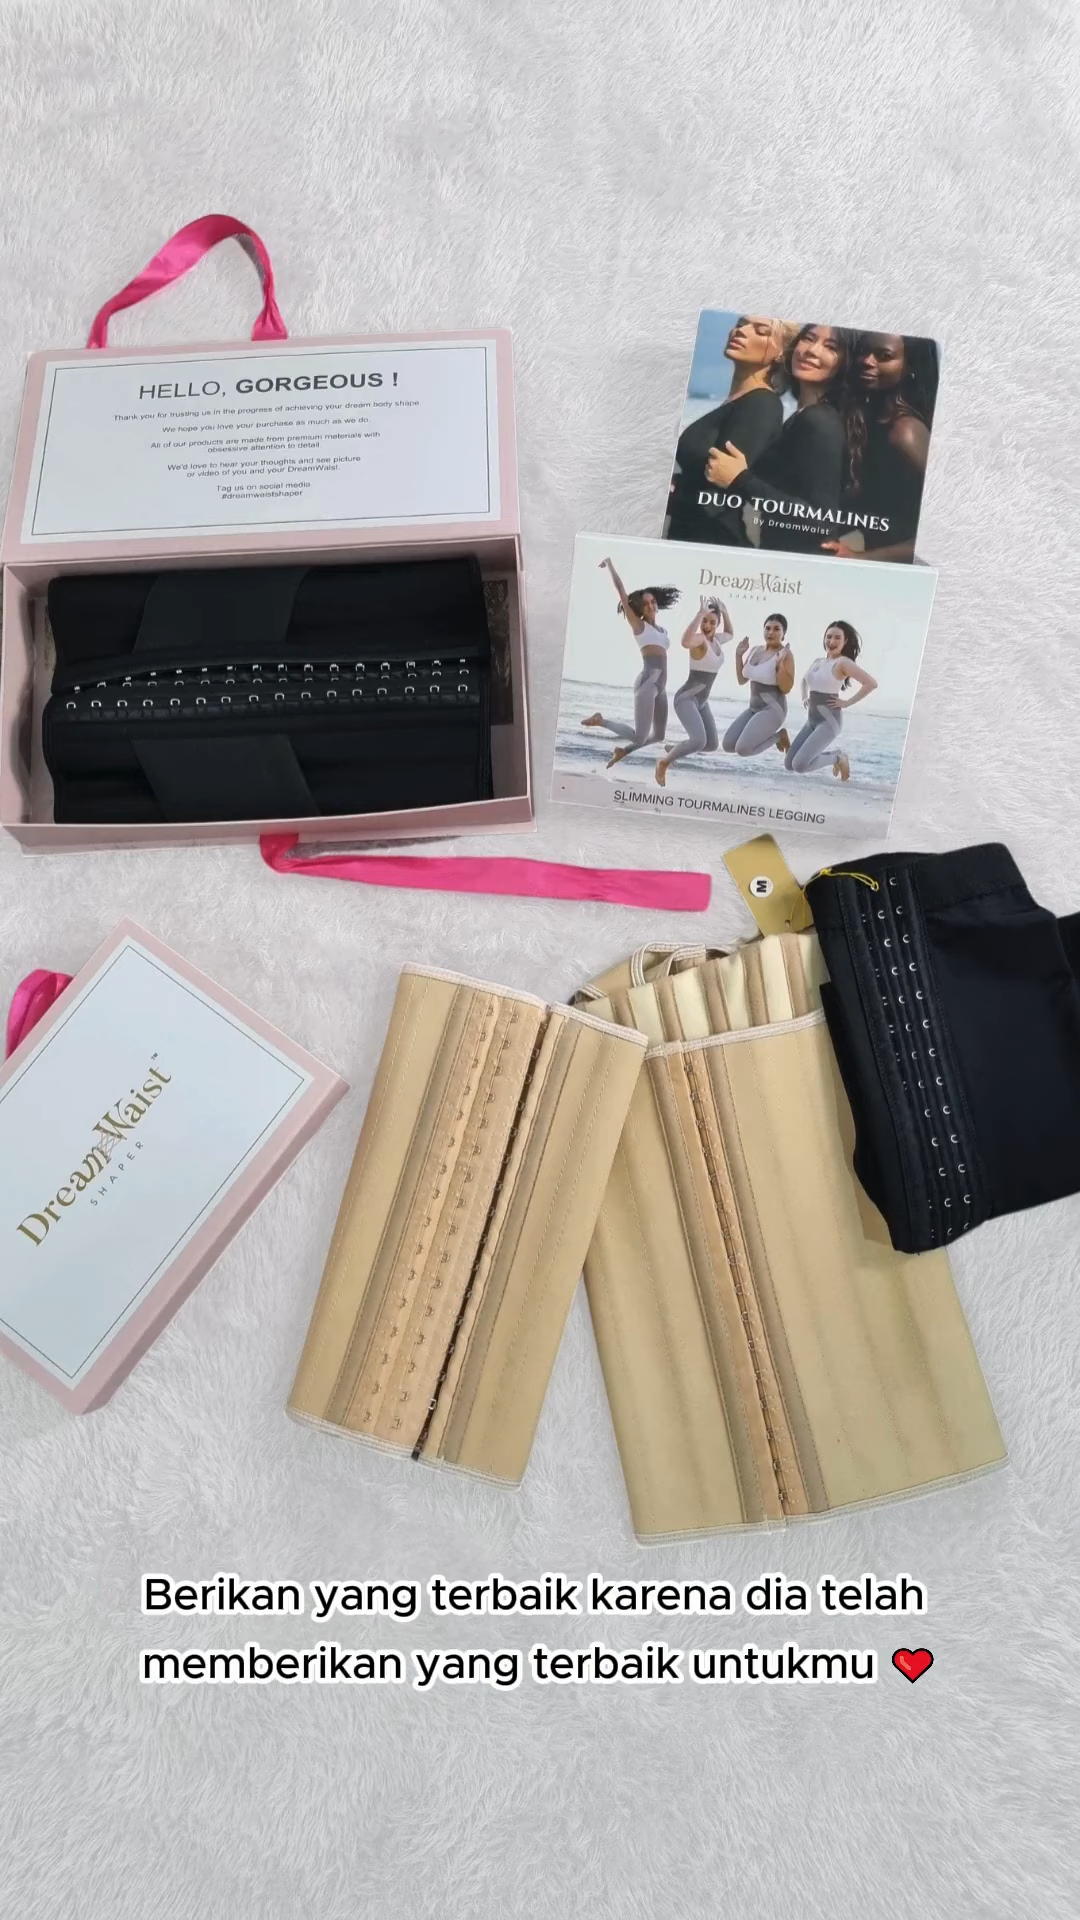 HELLO, GORGEOUS !
Thank you for trusting us in the progress of achieving your dream body shape
We hope you love your purchase as much as we do.
All of our products are made from premium materials with
obsessive attention to detail
We'd love to hear your thoughts and see picture
or video of you and your DreamWaist.
Tag us on social media
#dreamwaistshaper
DUO TOURMALINES
By DreamWaist
DreamWaist
SHAPER
SLIMMING TOURMALINES LEGGING
M
DreamWaist™
SHAPER
Berikan yang terbaik karena dia telah
memberikan yang terbaik untukmu ❤️